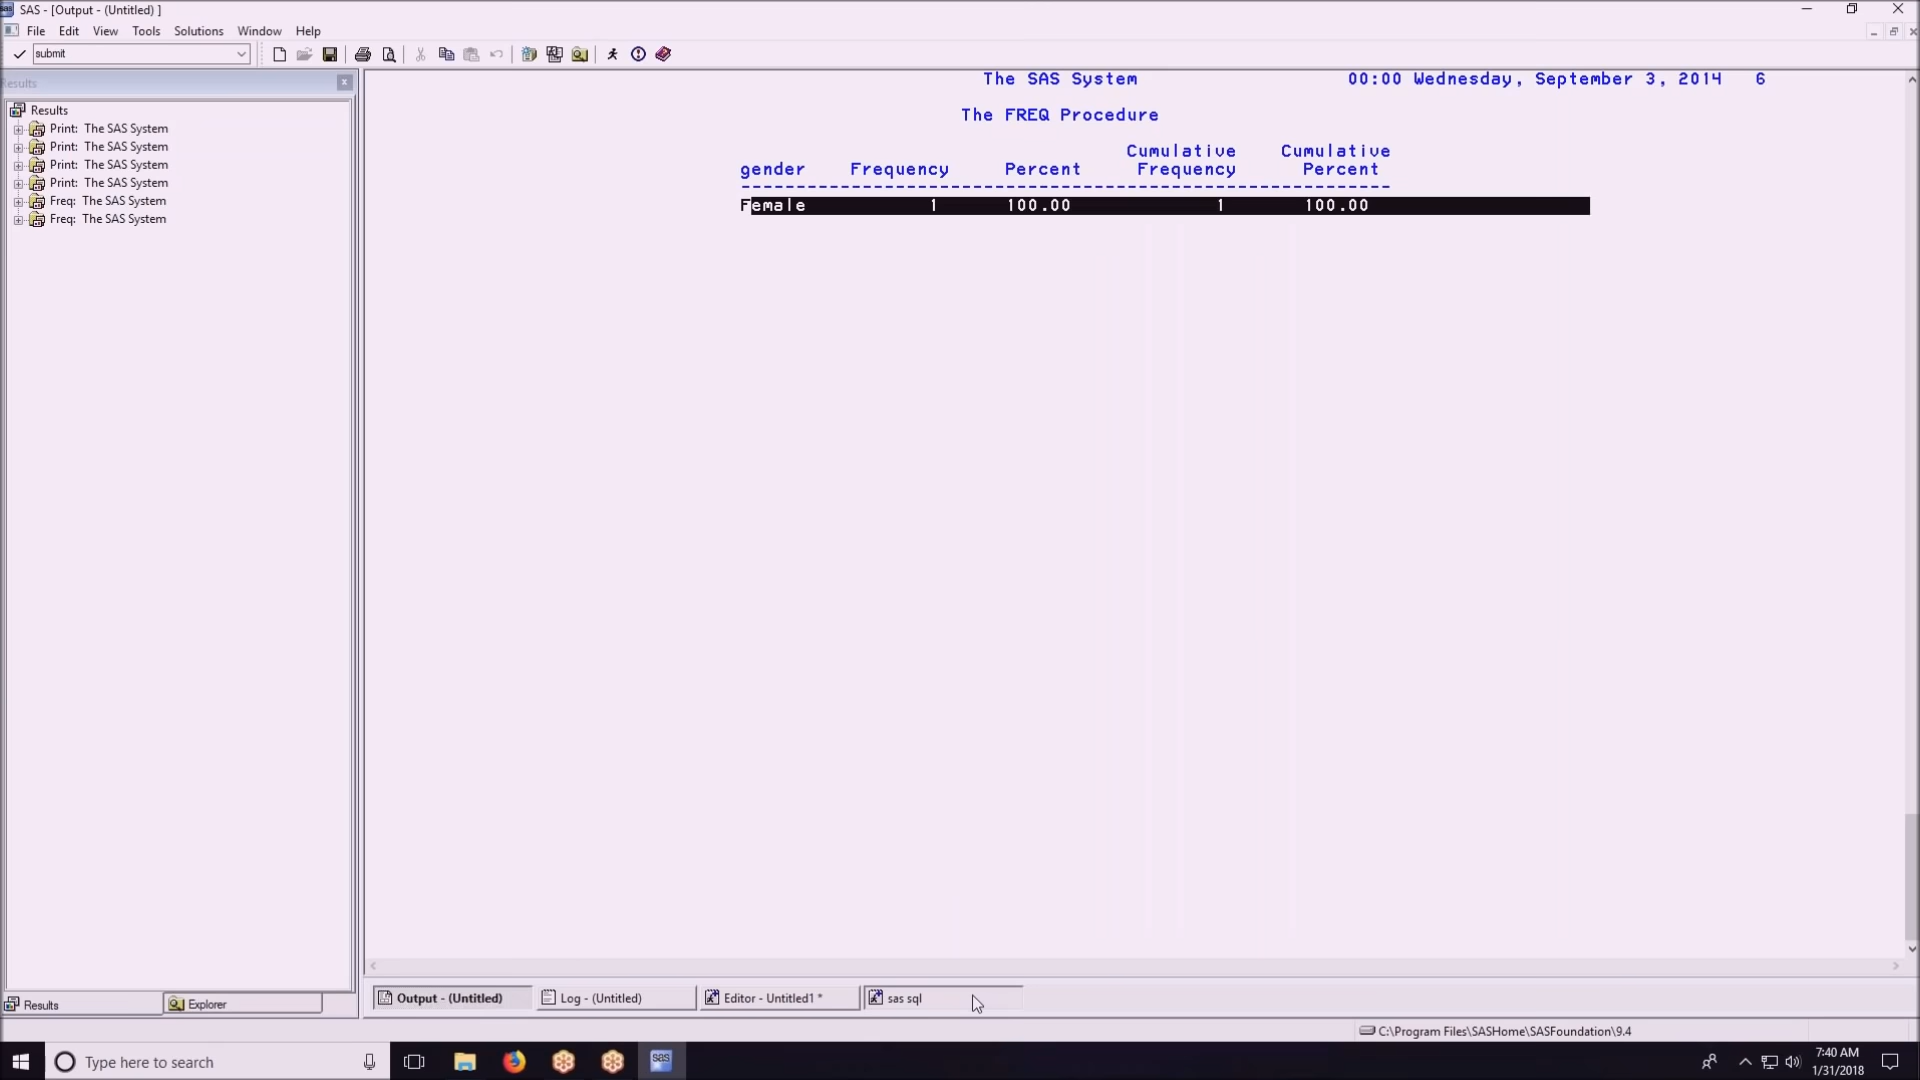 SAS - [Output - (Untitled) ]
File Edit View Tools Solutions Window Help
submit
Results
Results
Print: The SAS System
Print: The SAS System
Print: The SAS System
Print: The SAS System
Freq: The SAS System
Freq: The SAS System
The SAS System 00:00 Wednesday, September 3, 2014 6
The FREQ Procedure
Cumulative Cumulative
gender Frequency Percent Frequency Percent
Female 1 100.00 1 100.00
Results Explorer
Output - (Untitled) Log - (Untitled) Editor - Untitled1 * sas sql
C:\Program Files\SASHome\SASFoundation\9.4
Type here to search
sas
7:40 AM
1/31/2018